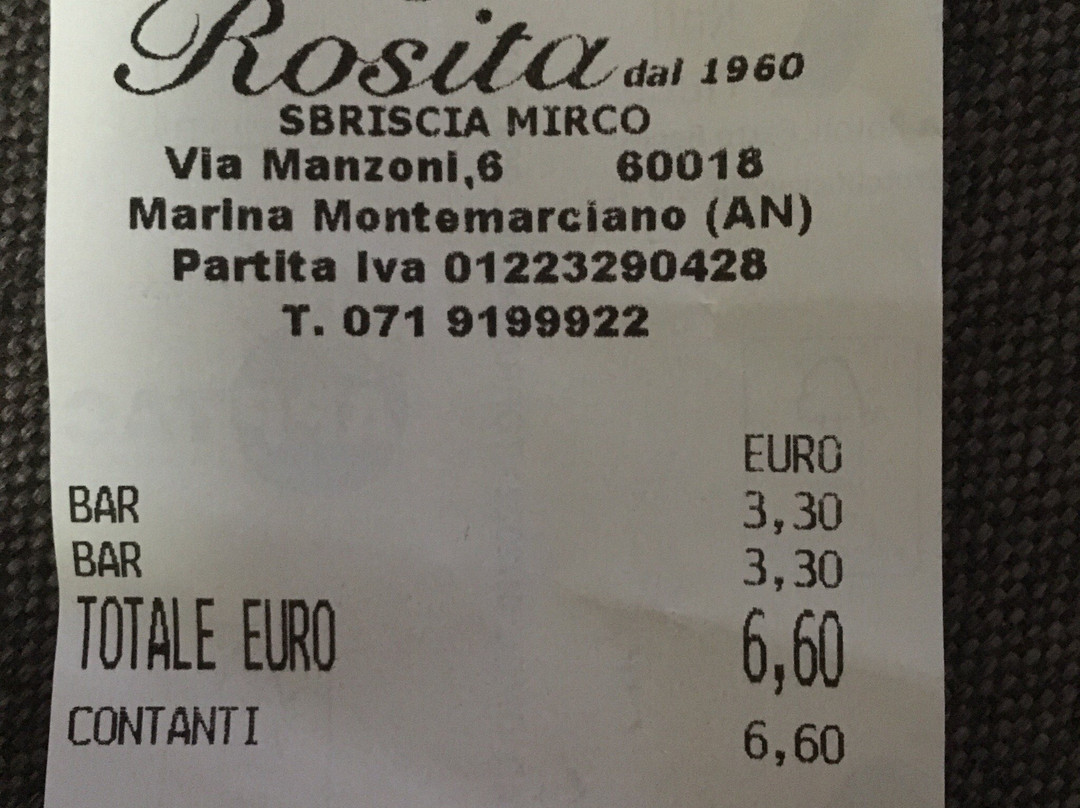 Rosita dal 1960
SBRISCIA MIRCO
Via Manzoni,6 60018
Marina Montemarciano (AN)
Partita Iva 01223290428
T. 071 9199922
EURO
BAR 3,30
BAR 3,30
TOTALE EURO 6,60
CONTANTI 6,60